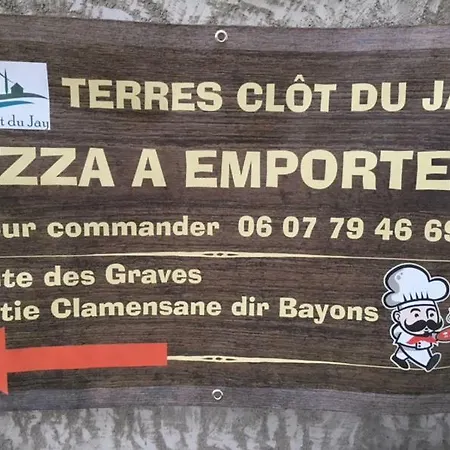 t du Jay
TERRES CLÔT DU JA
ZZA A EMPORTE
ur commander 06 07 79 46 69
te des Graves
tie Clamensane dir Bayons